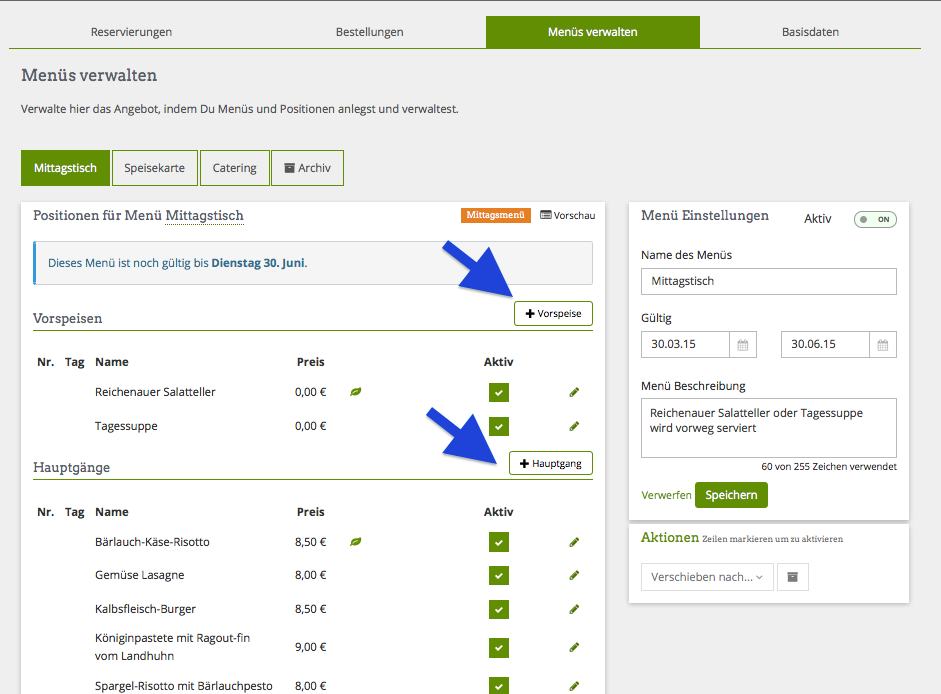 Reservierungen Bestellungen Menüs verwalten Basisdaten
Menüs verwalten
Verwalte hier das Angebot, indem Du Menüs und Positionen anlegst und verwaltest.
Mittagstisch Speisekarte Catering Archiv
Positionen für Menü Mittagstisch Mittagsmenü Vorschau
Dieses Menü ist noch gültig bis Dienstag 30. Juni.
Vorspeisen + Vorspeise
Nr. Tag Name Preis Aktiv
Reichenauer Salatteller 0,00 €
Tagessuppe 0,00 €
Hauptgänge + Hauptgang
Nr. Tag Name Preis Aktiv
Bärlauch-Käse-Risotto 8,50 €
Gemüse Lasagne 8,00 €
Kalbsfleisch-Burger 8,50 €
Königinpastete mit Ragout-fin 9,00 €
vom Landhuhn
Spargel-Risotto mit Bärlauchpesto 8,00 €
Menü Einstellungen Aktiv ON
Name des Menüs
Mittagstisch
Gültig
30.03.15 30.06.15
Menü Beschreibung
Reichenauer Salatteller oder Tagessuppe
wird vorweg serviert
60 von 255 Zeichen verwendet
Verwerfen Speichern
Aktionen Zeilen markieren um zu aktivieren
Verschieben nach...